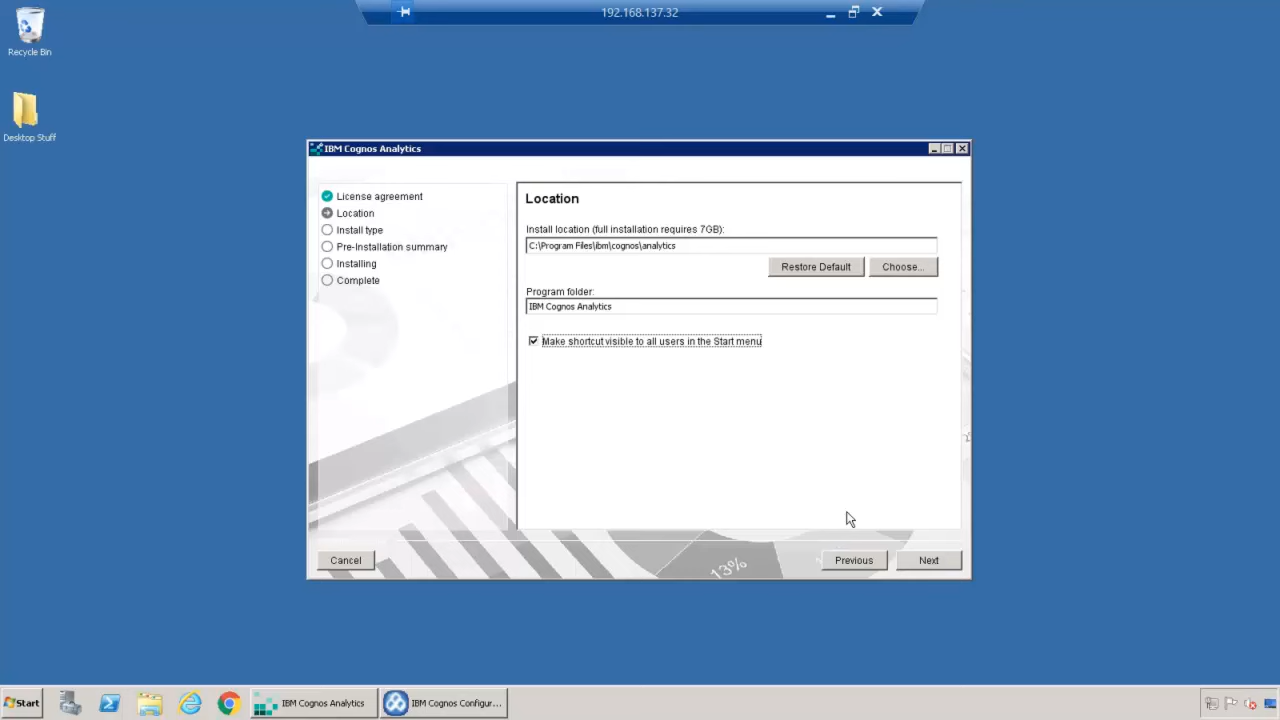 192.168.137.32
Recycle Bin
Desktop Stuff
IBM Cognos Analytics
License agreement
Location
Install type
Pre-Installation summary
Installing
Complete
Location
Install location (full installation requires 7GB):
C:\Program Files\ibm\cognos\analytics
Restore Default
Choose...
Program folder:
IBM Cognos Analytics
Make shortcut visible to all users in the Start menu
13%
Cancel
Previous
Next
Start
IBM Cognos Analytics
IBM Cognos Configur...